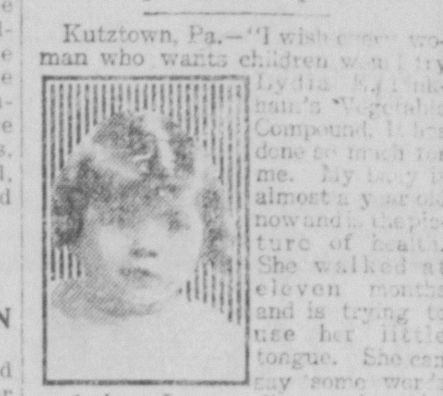 Kutztown, Pa.—"I wish every wo-
man who wants children would try
Lydia E. Pink-
ham's Vegetable
Compound. It has
done so much for
me. My baby is
almost a year old
now and is the pic-
ture of health.
She walked at
eleven months
and is trying to
use her little
tongue. She can
say some words